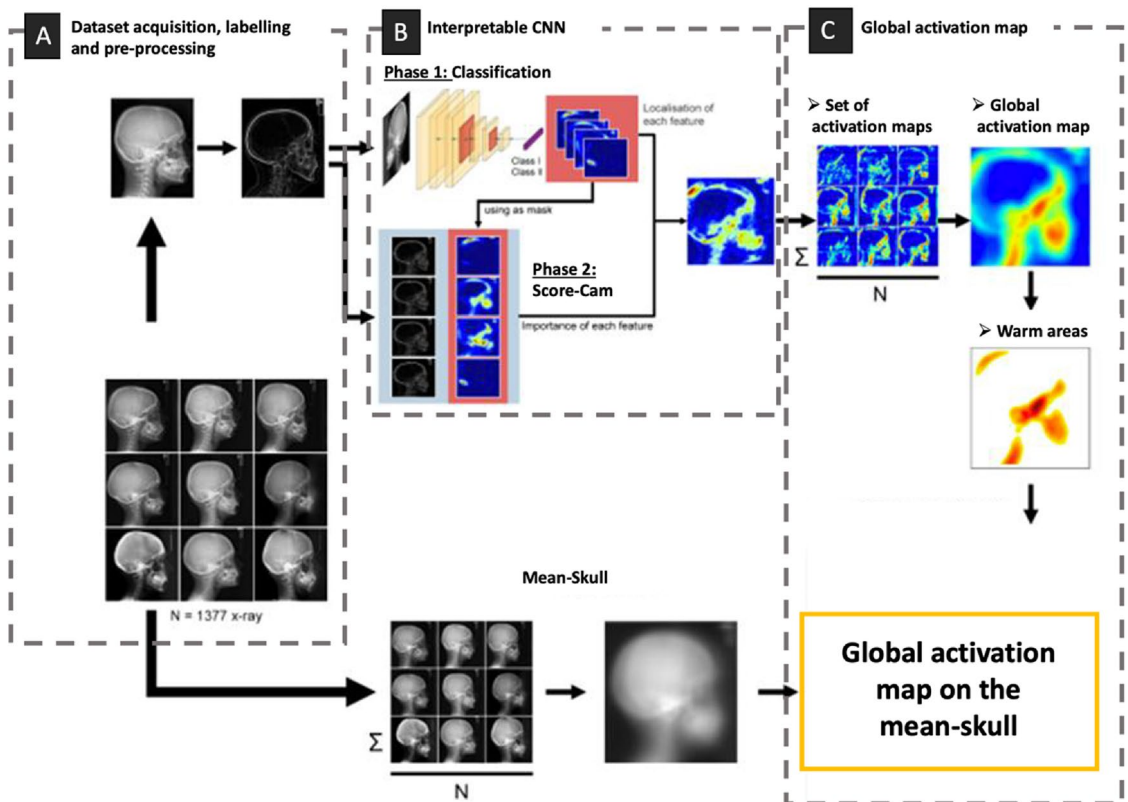 A
Dataset acquisition, labelling
and pre-processing
N = 1377 x-ray
B
Interpretable CNN
Phase 1: Classification
Class I
Class II
Localisation of
each feature
using as mask
Phase 2:
Score-Cam
Importance of each feature
C
Global activation map
➢ Set of
activation maps
Σ
N
➢ Global
activation map
➢ Warm areas
Mean-Skull
Σ
N
Global activation
map on the
mean-skull